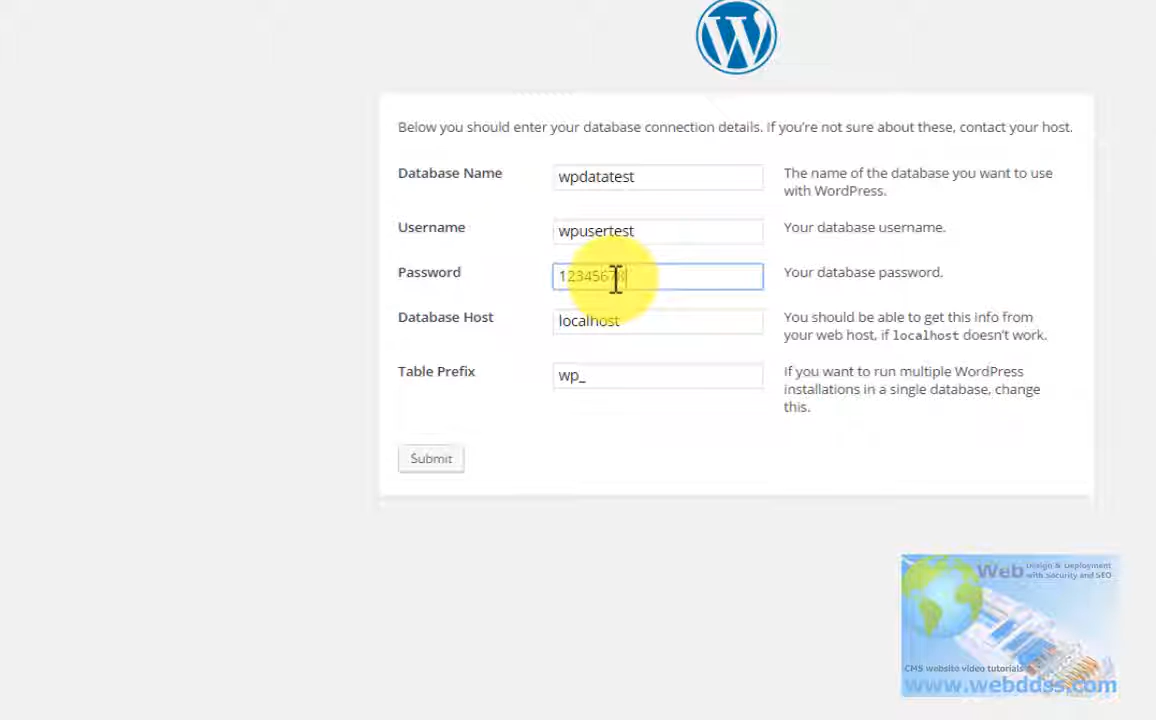 Below you should enter your database connection details. If you're not sure about these, contact your host.
Database Name
wpdatatest
The name of the database you want to use
with WordPress.
Username
wpusertest
Your database username.
Password
12345678
Your database password.
Database Host
localhost
You should be able to get this info from
your web host, if localhost doesn't work.
Table Prefix
wp_
If you want to run multiple WordPress
installations in a single database, change
this.
Submit
Web Design & Deployment
with Security and SEO
CMS website video tutorials
www.webddss.com